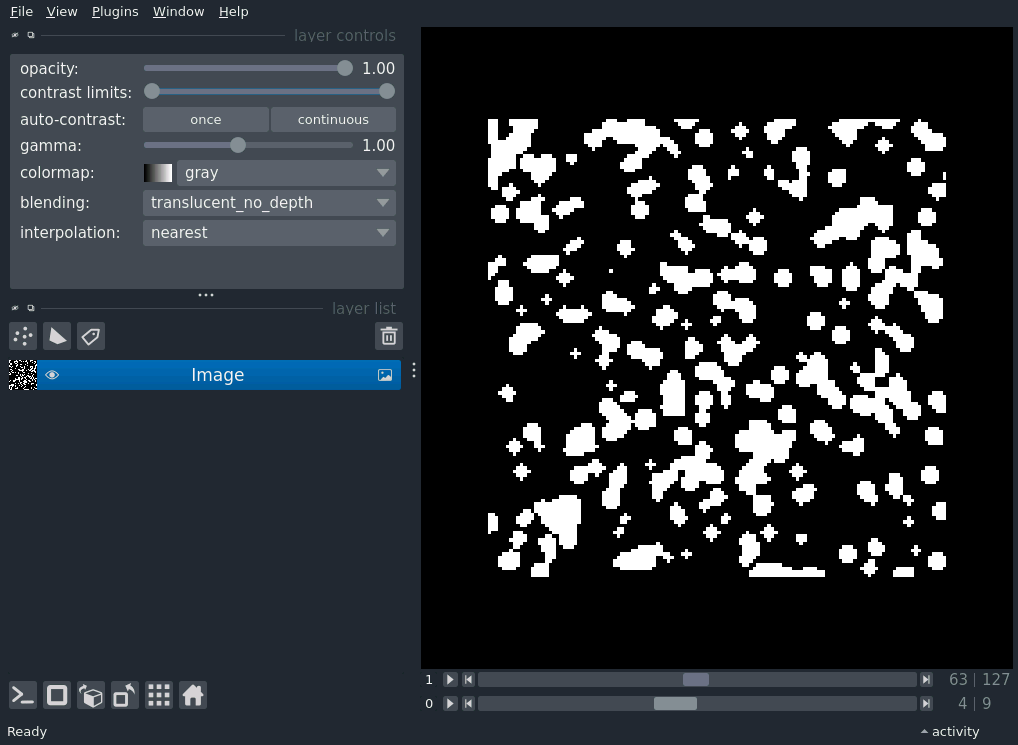 File View Plugins Window Help
layer controls
opacity: 1.00
contrast limits:
auto-contrast: once continuous
gamma: 1.00
colormap: gray
blending: translucent_no_depth
interpolation: nearest
layer list
Image
1 63 | 127
0 4 | 9
Ready activity